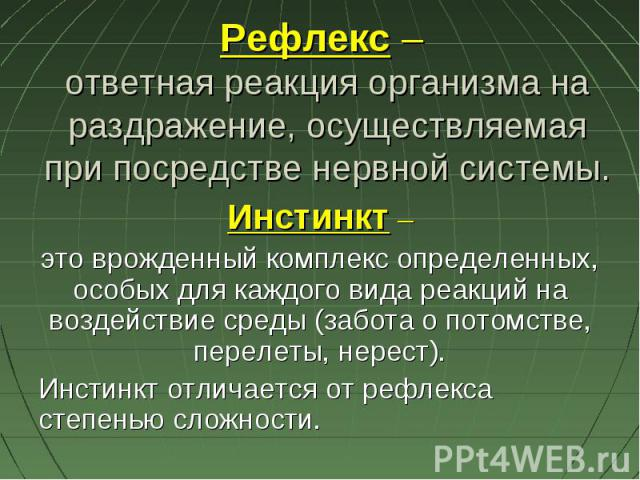 Рефлекс –
ответная реакция организма на
раздражение, осуществляемая
при посредстве нервной системы.
Инстинкт –
это врожденный комплекс определенных,
особых для каждого вида реакций на
воздействие среды (забота о потомстве,
перелеты, нерест).
Инстинкт отличается от рефлекса
степенью сложности.
PPt4WEB.ru